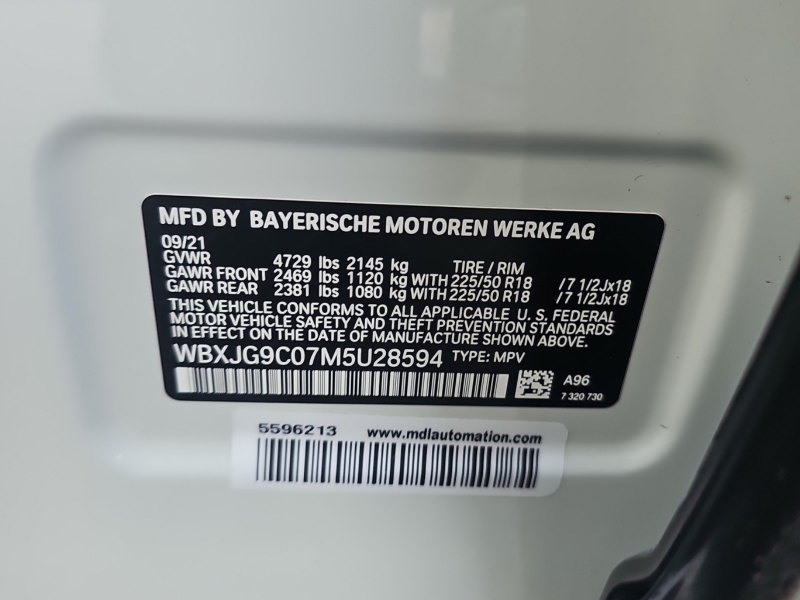 MFD BY BAYERISCHE MOTOREN WERKE AG
09/21
GVWR 4729 lbs 2145 kg TIRE / RIM
GAWR FRONT 2469 lbs 1120 kg WITH 225/50 R18 /7 1/2Jx18
GAWR REAR 2381 lbs 1080 kg WITH 225/50 R18 /7 1/2Jx18
THIS VEHICLE CONFORMS TO ALL APPLICABLE U. S. FEDERAL
MOTOR VEHICLE SAFETY AND THEFT PREVENTION STANDARDS
IN EFFECT ON THE DATE OF MANUFACTURE SHOWN ABOVE.
WBXJG9C07M5U28594 TYPE: MPV
A96
7 320 730
5596213 www.mdlautomation.com